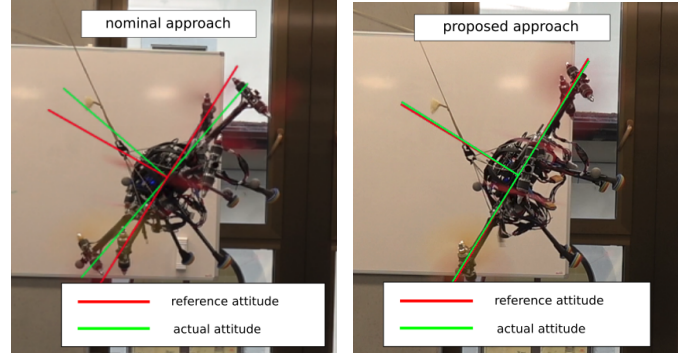 nominal approach
reference attitude
actual attitude
proposed approach
reference attitude
actual attitude